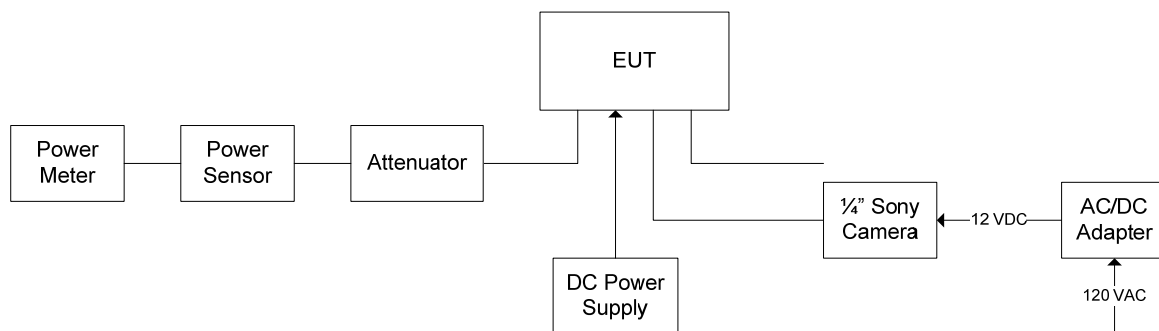 EUT
Power
Meter
Power
Sensor
Attenuator
¼” Sony
Camera
12 VDC
AC/DC
Adapter
DC Power
Supply
120 VAC